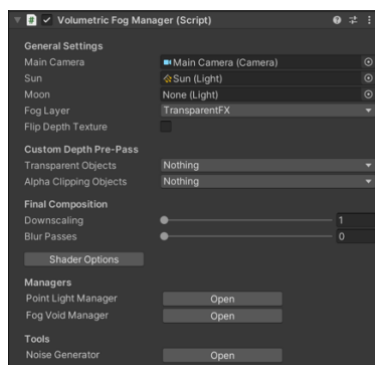 Volumetric Fog Manager (Script)
General Settings
Main Camera Main Camera (Camera)
Sun Sun (Light)
Moon None (Light)
Fog Layer TransparentFX
Flip Depth Texture
Custom Depth Pre-Pass
Transparent Objects Nothing
Alpha Clipping Objects Nothing
Final Composition
Downscaling 1
Blur Passes 0
Shader Options
Managers
Point Light Manager Open
Fog Void Manager Open
Tools
Noise Generator Open